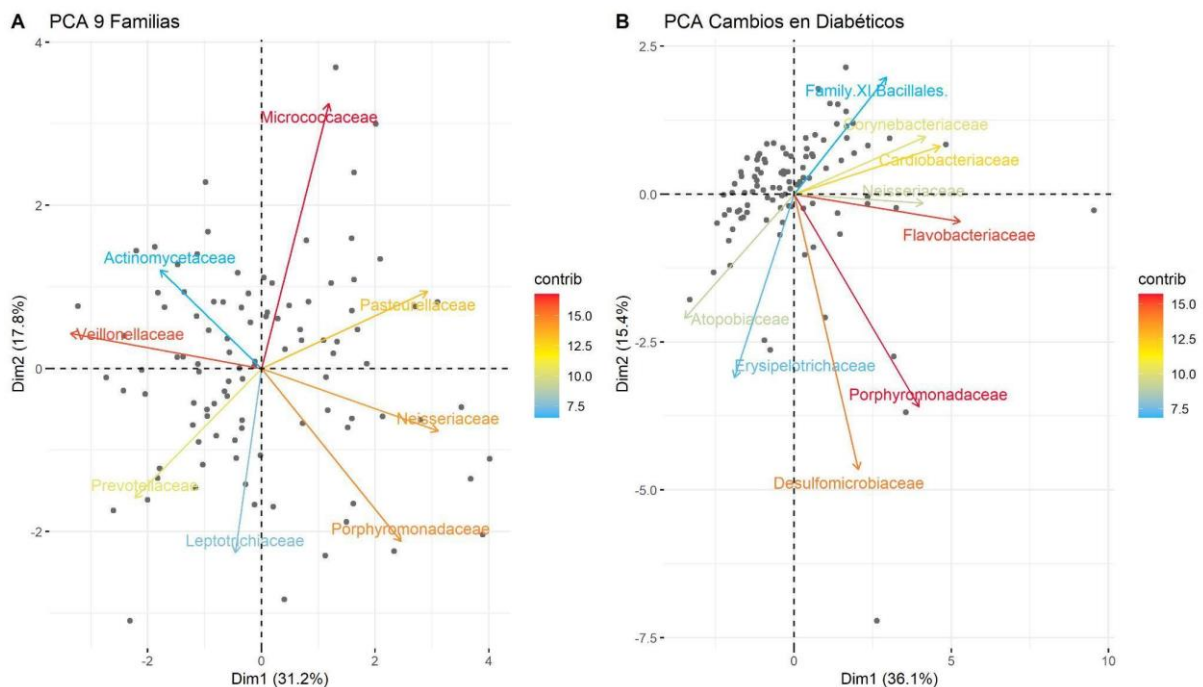 A PCA 9 Familias
4
2
0
-2
Dim2 (17.8%)
Micrococcaceae
Actinomycetaceae
Veillonellaceae
Pasteurellaceae
Neisseriaceae
Prevotellaceae
Leptotrichiaceae
Porphyromonadaceae
-2 0 2 4
Dim1 (31.2%)
contrib
15.0
12.5
10.0
7.5
B PCA Cambios en Diabéticos
2.5
0.0
-2.5
-5.0
-7.5
Dim2 (15.4%)
Family.XI.Bacillales.
Corynebacteriaceae
Cardiobacteriaceae
Neisseriaceae
Flavobacteriaceae
Atopobiaceae
Erysipelotrichaceae
Porphyromonadaceae
Desulfomicrobiaceae
0 5 10
Dim1 (36.1%)
contrib
15.0
12.5
10.0
7.5